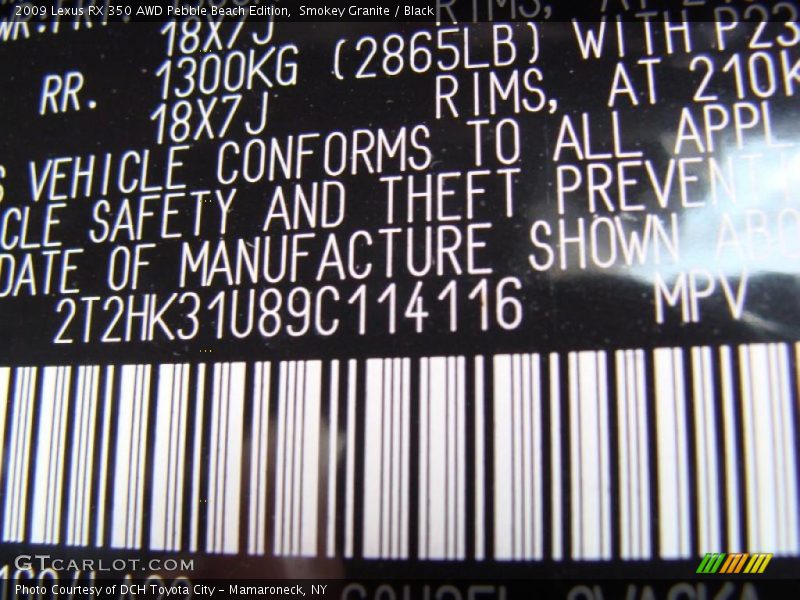 2009 Lexus RX 350 AWD Pebble Beach Edition, Smokey Granite / Black
18X7J
RR. 1300KG (2865LB) WITH P23
18X7J RIMS, AT 210K
VEHICLE CONFORMS TO ALL APPL
CLE SAFETY AND THEFT PREVENTI
DATE OF MANUFACTURE SHOWN ABO
2T2HK31U89C114116 MPV
GTcarlot.com
Photo Courtesy of DCH Toyota City - Mamaroneck, NY